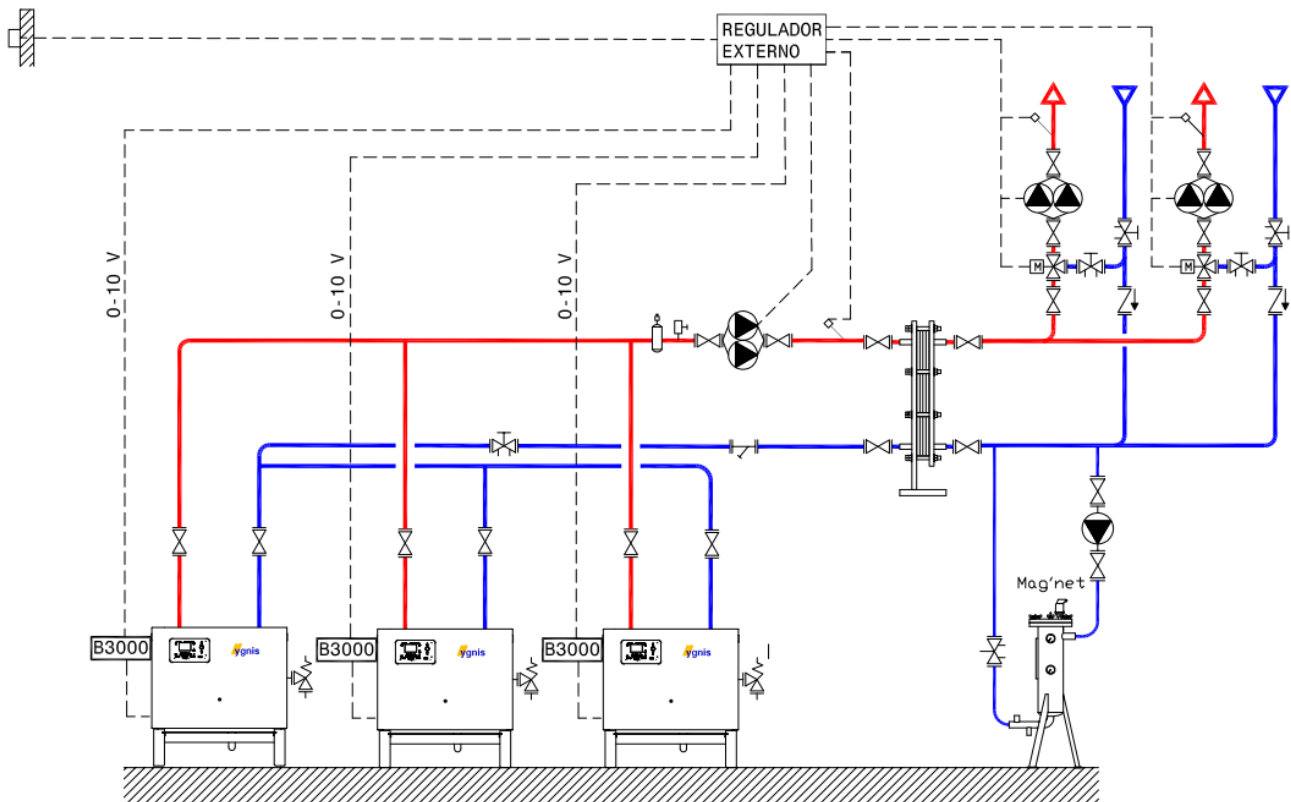 REGULADOR
EXTERNO
0-10 V
0-10 V
0-10 V
M
M
Mag'net
B3000
ygnis
B3000
ygnis
B3000
ygnis